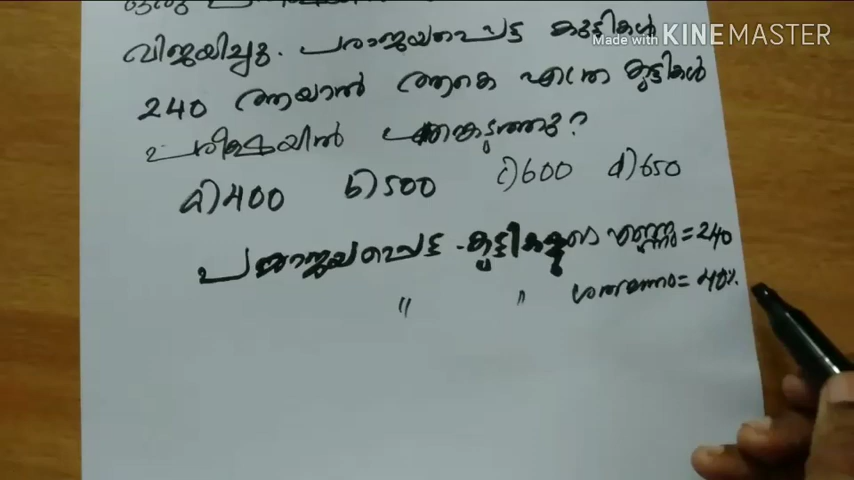 ഒരു
വിജയിച്ചു. പരാജയപ്പെട്ട കുട്ടികൾ
Made with KINEMASTER
240 ആയാൽ ആകെ എത്ര കുട്ടികൾ
പരീക്ഷയിൽ പങ്കെടുത്തു?
a)400 b)500 c)600 d)650
പരാജയപ്പെട്ട കുട്ടികളുടെ എണ്ണം = 240
" " ശതമാനം = 40%